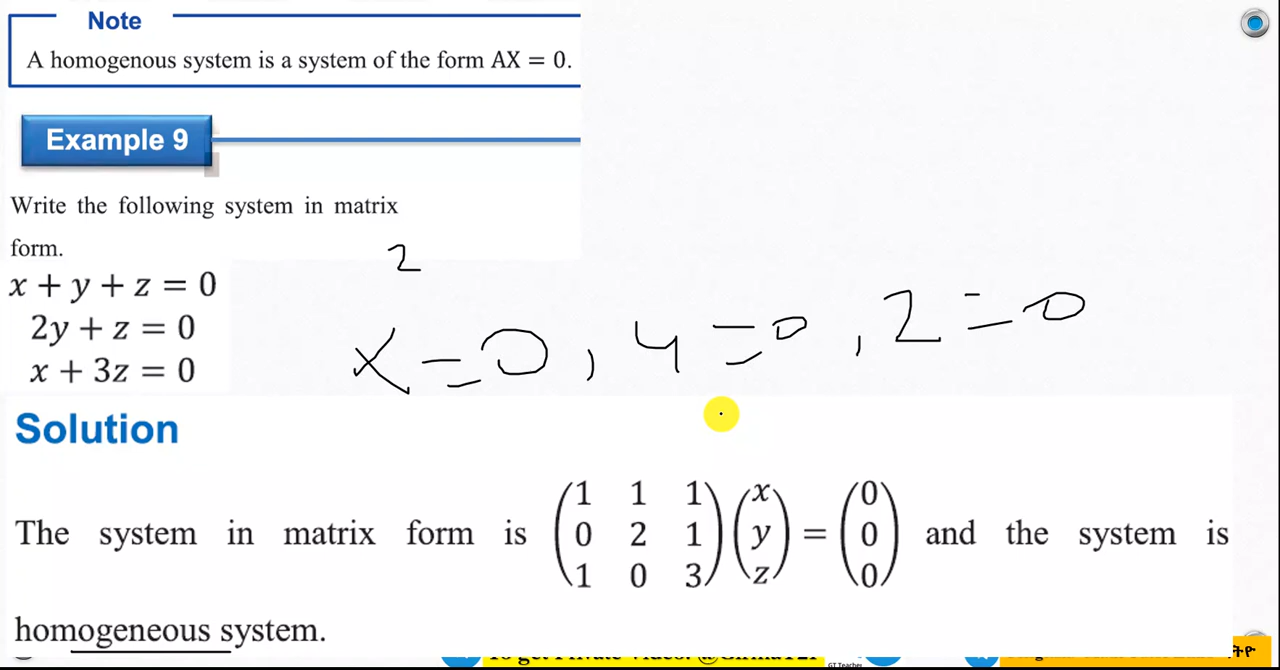 Note
A homogenous system is a system of the form AX = 0.
Example 9
Write the following system in matrix
form.
x + y + z = 0
2y + z = 0
x + 3z = 0
2
x = 0, y = 0, z = 0
Solution
The system in matrix form is (1 1 1 / 0 2 1 / 1 0 3)(x / y / z) = (0 / 0 / 0) and the system is
homogeneous system.
GT Teacher